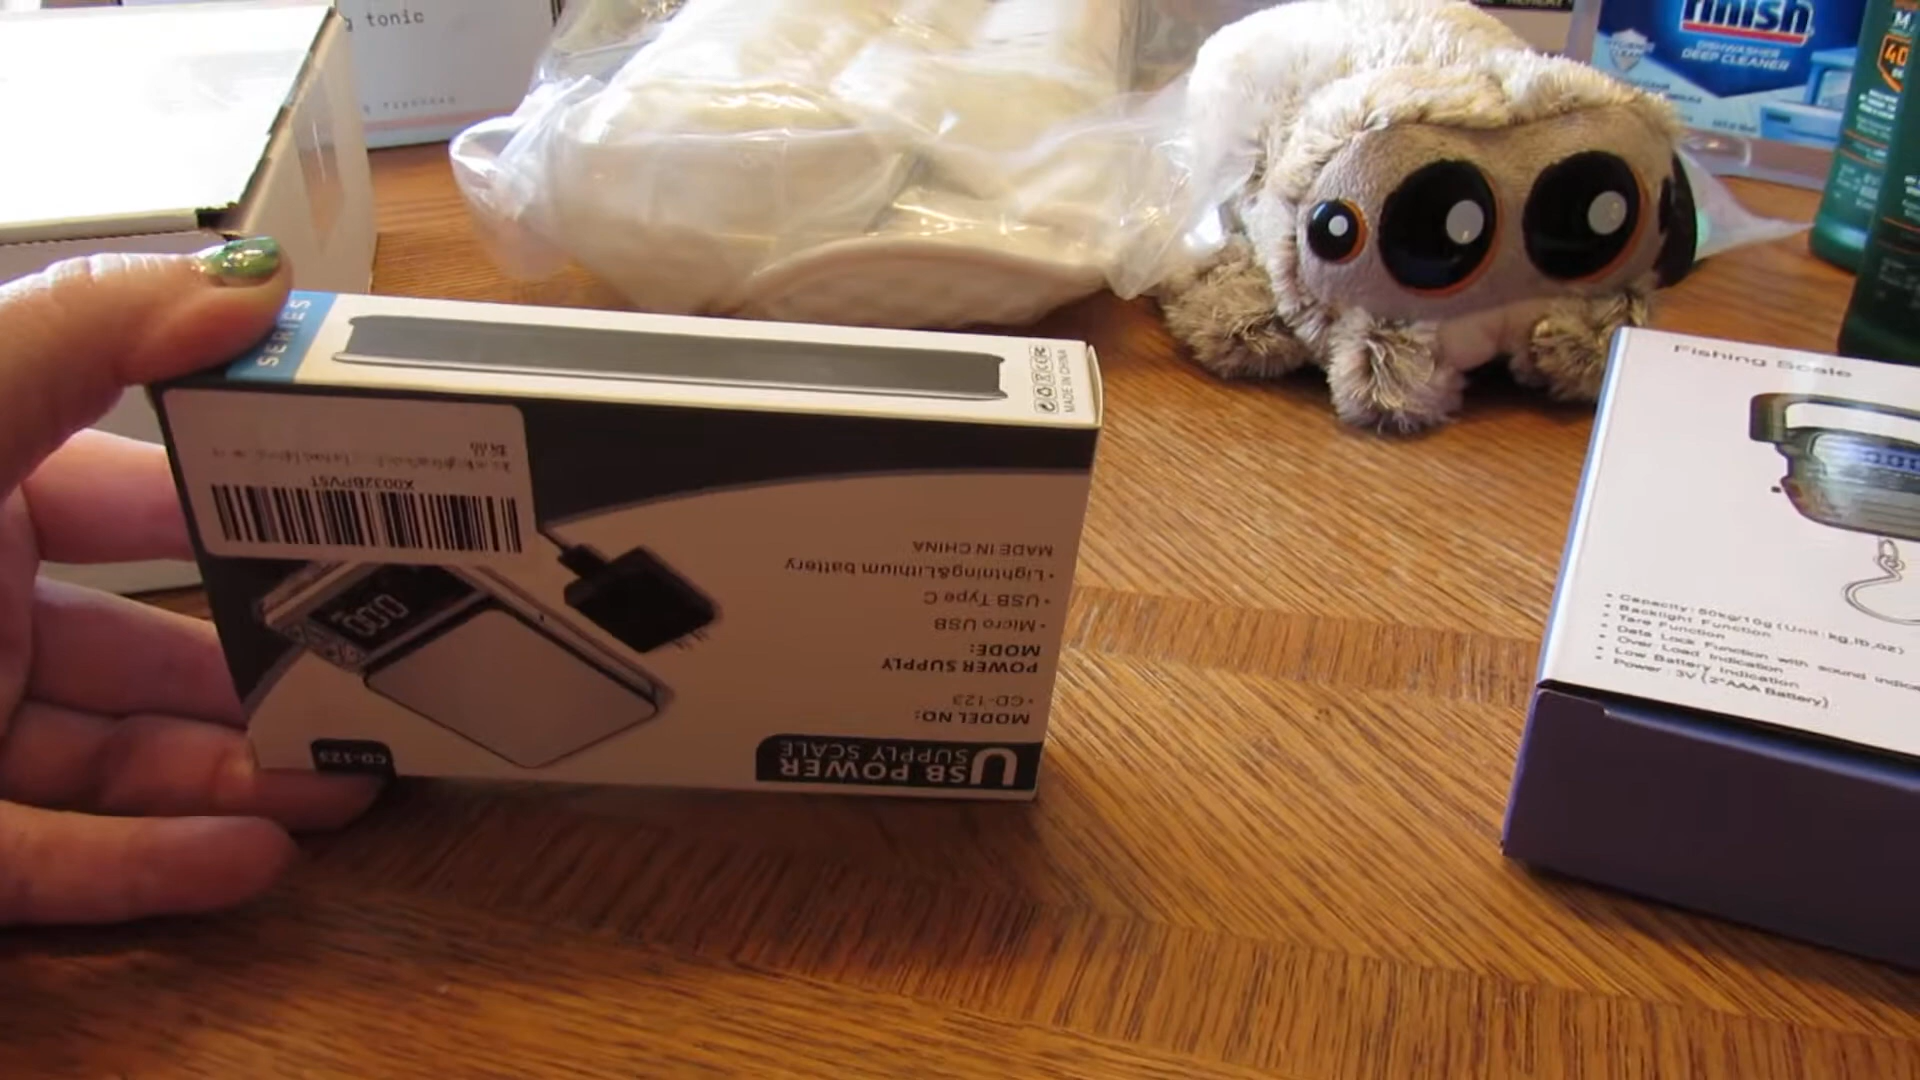 tonic
finish
DISHWASHER
DEEP CLEANER
40
SERIES
MADE IN CHINA
USB POWER
SUPPLY SCALE
MODEL NO:
·CD-123
POWER SUPPLY
MODE:
·Micro USB
·USB Type C
·Lightning&Lithium battery
MADE IN CHINA
CD-123
X0032BPVST
新品
Fishing Scale
• Capacity: 50kg/10g (Unit: kg,lb,oz)
• Backlight Function
• Tare Function
• Data Lock Function with sound
• Over Load Indication
• Low Battery Indication
• Power: 3V (2*AAA Battery)